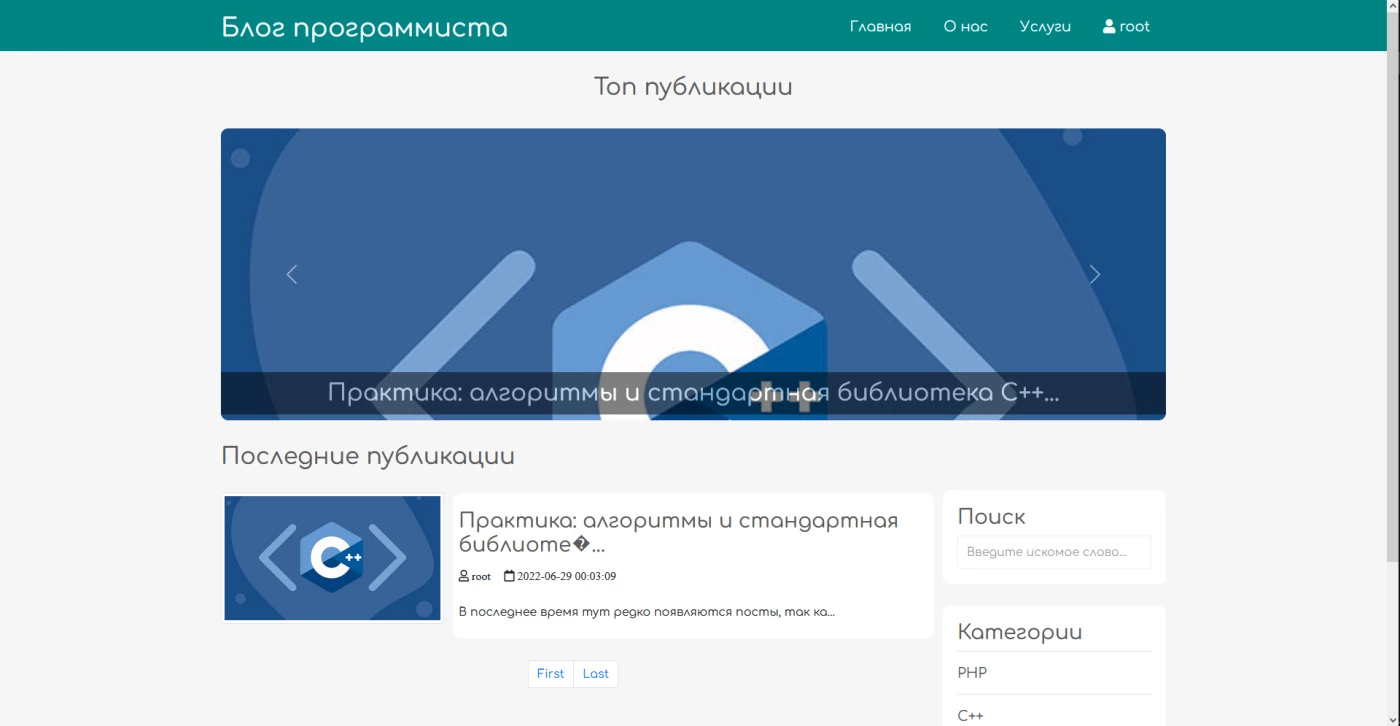 Блог программиста
Главная О нас Услуги root
Топ публикации
Практика: алгоритмы и стандартная библиотека C++...
Последние публикации
C++
Практика: алгоритмы и стандартная
библиоте�...
root 2022-06-29 00:03:09
В последнее время тут редко появляются посты, так ка...
First Last
Поиск
Введите искомое слово...
Категории
PHP
C++